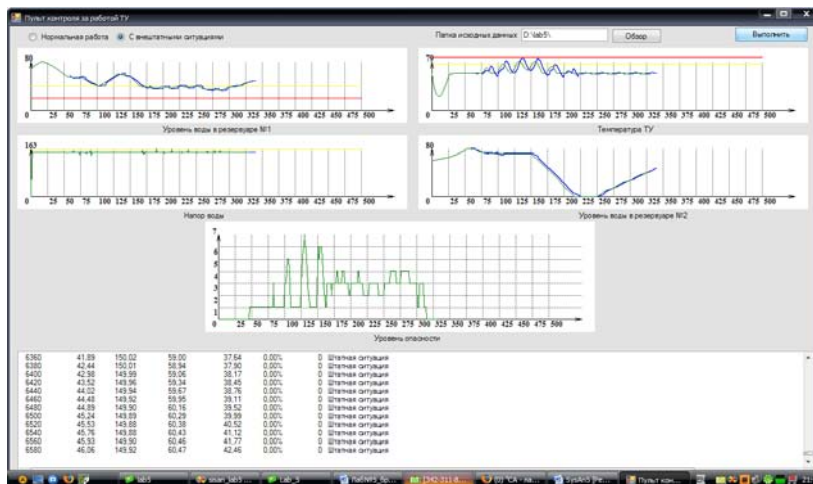 Пульт контроля за работой ТУ
Нормальная работа С внештатными ситуациями Папка исходных данных D:\lab5\ Обзор Выполнить
80
0 25 50 75 100 125 150 175 200 225 250 275 300 325 350 375 400 425 450 475 500
Уровень воды в резервуаре №1
70
0 25 50 75 100 125 150 175 200 225 250 275 300 325 350 375 400 425 450 475 500
Температура ТУ
163
0 25 50 75 100 125 150 175 200 225 250 275 300 325 350 375 400 425 450 475 500
Напор воды
80
0 25 50 75 100 125 150 175 200 225 250 275 300 325 350 375 400 425 450 475 500
Уровень воды в резервуаре №2
7
6
5
4
3
2
1
0 25 50 75 100 125 150 175 200 225 250 275 300 325 350 375 400 425 450 475 500
Уровень опасности
6360 41,89 150,02 59,00 37,64 0,00% 0 Штатная ситуация
6380 42,44 150,01 58,94 37,90 0,00% 0 Штатная ситуация
6400 42,98 149,99 59,06 38,17 0,00% 0 Штатная ситуация
6420 43,52 149,96 59,34 38,45 0,00% 0 Штатная ситуация
6440 44,02 149,94 59,67 38,76 0,00% 0 Штатная ситуация
6460 44,48 149,92 59,95 39,11 0,00% 0 Штатная ситуация
6480 44,89 149,90 60,16 39,52 0,00% 0 Штатная ситуация
6500 45,24 149,89 60,29 39,99 0,00% 0 Штатная ситуация
6520 45,53 149,88 60,38 40,52 0,00% 0 Штатная ситуация
6540 45,76 149,88 60,43 41,12 0,00% 0 Штатная ситуация
6560 45,93 149,90 60,46 41,77 0,00% 0 Штатная ситуация
6580 46,06 149,92 60,47 42,46 0,00% 0 Штатная ситуация
lab5 sisan_lab5 ... Lab_5 Пульт кон... 21: